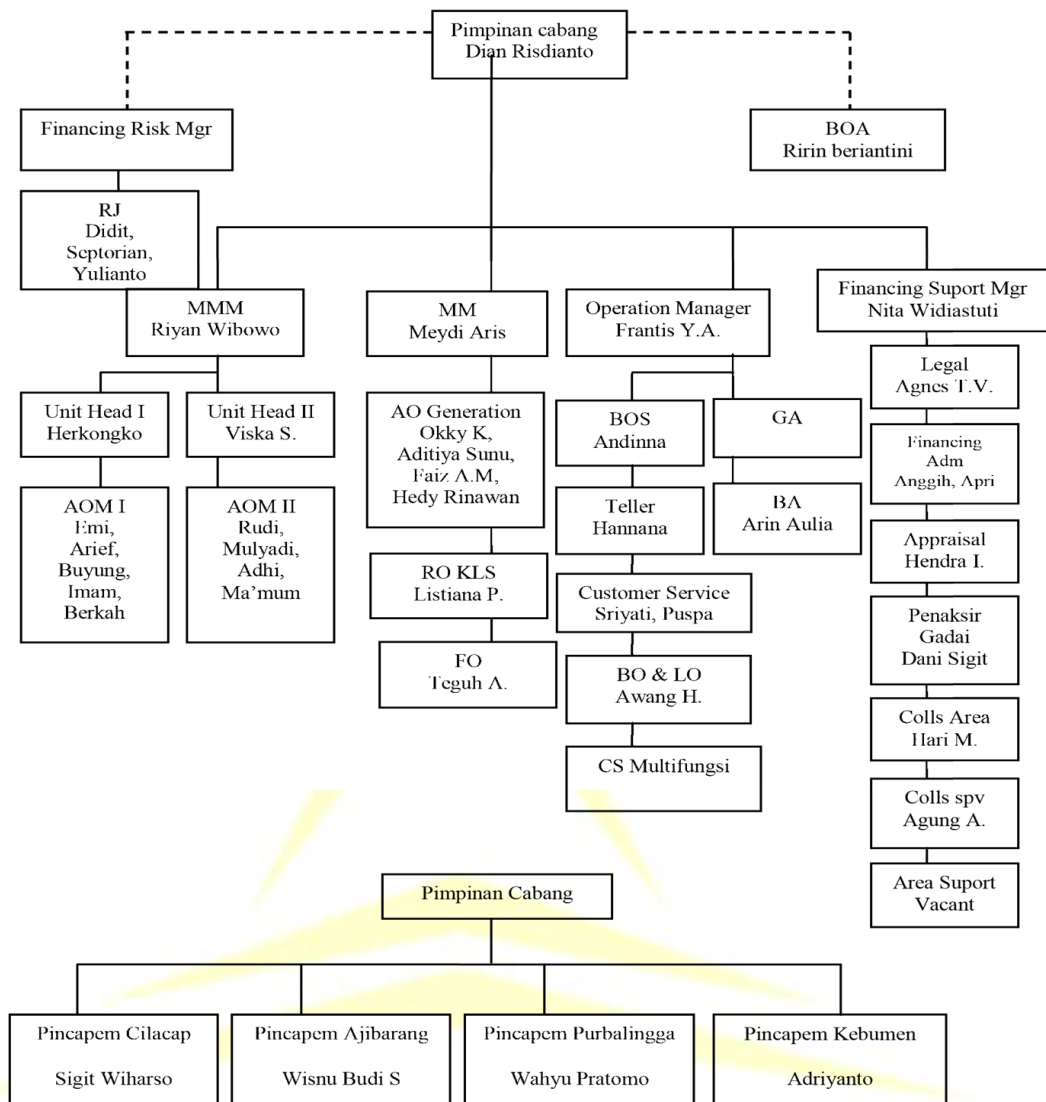 Pimpinan cabang
Dian Risdianto
Financing Risk Mgr
BOA
Ririn beriantini
RJ
Didit,
Septorian,
Yulianto
MMM
Riyan Wibowo
MM
Meydi Aris
Operation Manager
Frantis Y.A.
Financing Suport Mgr
Nita Widiastuti
Unit Head I
Herkongko
Unit Head II
Viska S.
AO Generation
Okky K,
Aditiya Sunu,
Faiz A.M,
Hedy Rinawan
BOS
Andinna
GA
Legal
Agnes T.V.
AOM I
Emi,
Arief,
Buyung,
Imam,
Berkah
AOM II
Rudi,
Mulyadi,
Adhi,
Ma'mum
Teller
Hannana
BA
Arin Aulia
Financing
Adm
Anggih, Apri
RO KLS
Listiana P.
Customer Service
Sriyati, Puspa
Appraisal
Hendra I.
FO
Teguh A.
BO & LO
Awang H.
Penaksir
Gadai
Dani Sigit
CS Multifungsi
Colls Area
Hari M.
Colls spv
Agung A.
Area Suport
Vacant
Pimpinan Cabang
Pincapem Cilacap
Sigit Wiharso
Pincapem Ajibarang
Wisnu Budi S
Pincapem Purbalingga
Wahyu Pratomo
Pincapem Kebumen
Adriyanto